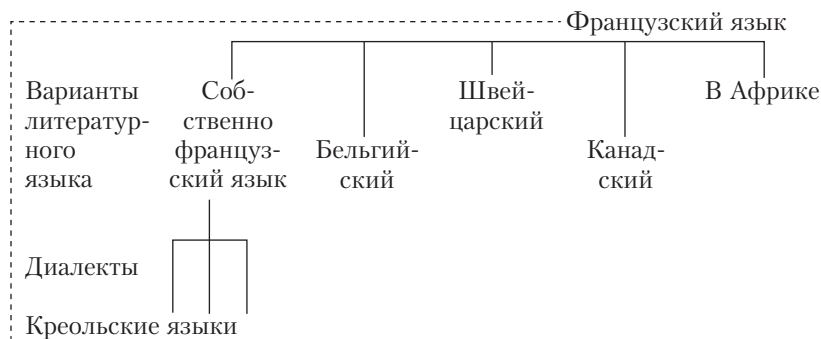 Французский язык
Варианты
литератур-
ного
языка
Соб-
ственно
француз-
ский язык
Бельгий-
ский
Швей-
царский
Канад-
ский
В Африке
Диалекты
Креольские языки